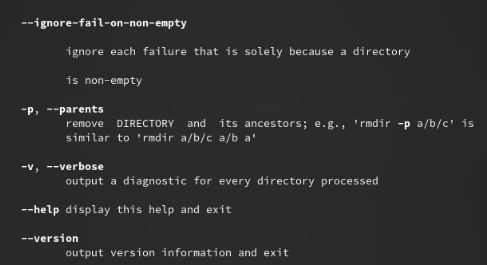 --ignore-fail-on-non-empty
ignore each failure that is solely because a directory
is non-empty
-p, --parents
remove  DIRECTORY  and  its ancestors; e.g., 'rmdir -p a/b/c' is
similar to 'rmdir a/b/c a/b a'
-v, --verbose
output a diagnostic for every directory processed
--help display this help and exit
--version
output version information and exit